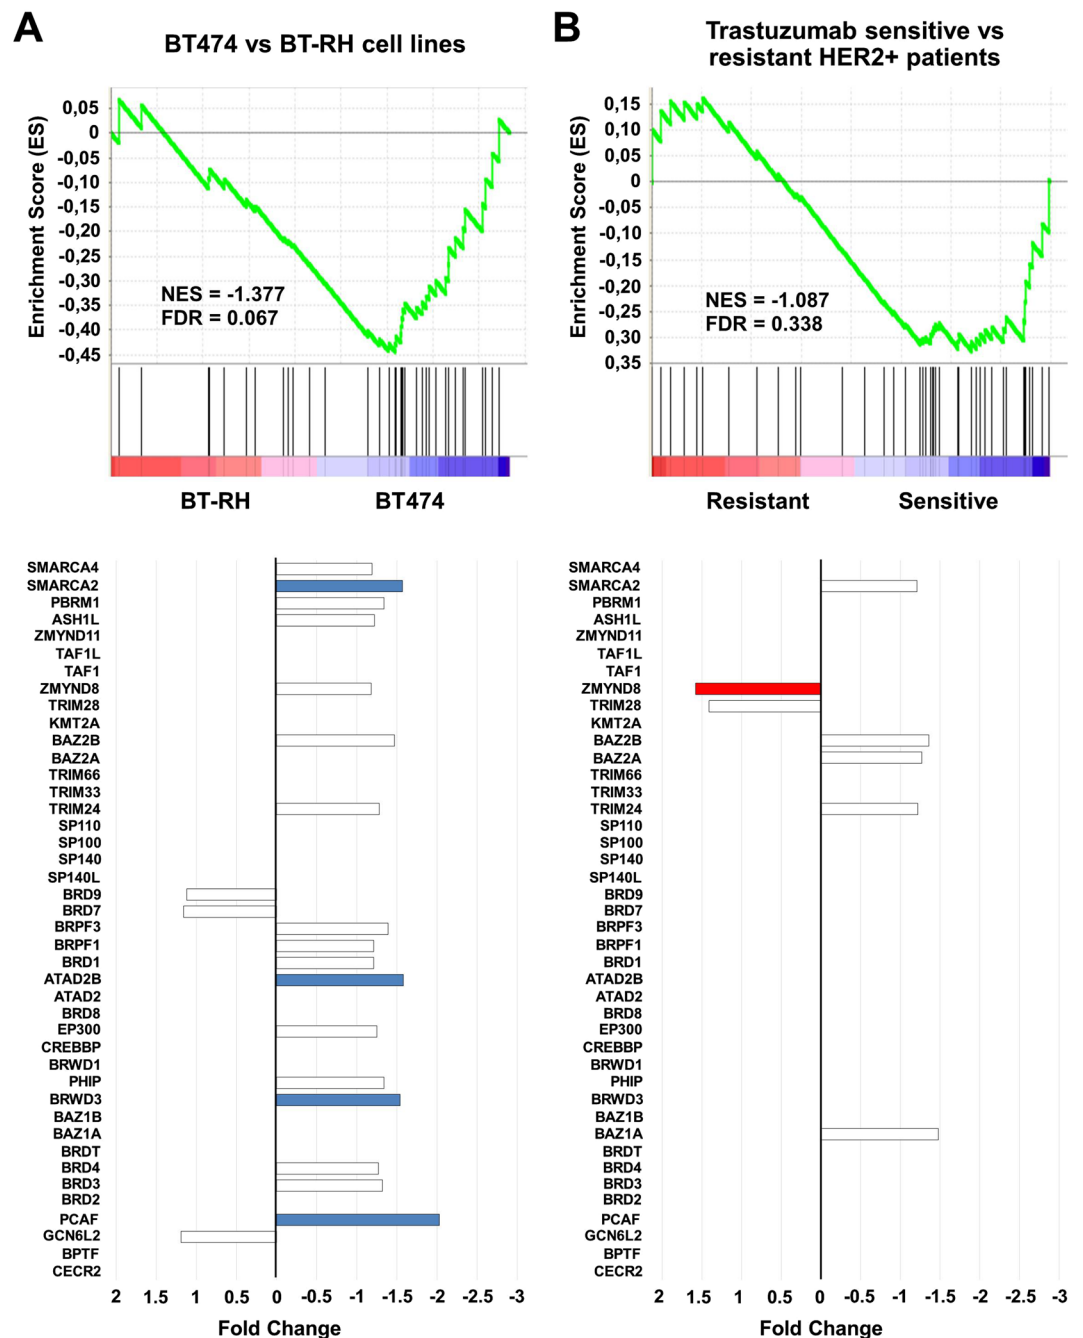 A
BT474 vs BT-RH cell lines
Enrichment Score (ES)
0,05
0
-0,05
-0,10
-0,15
-0,20
-0,25
-0,30
-0,35
-0,40
-0,45
NES = -1.377
FDR = 0.067
BT-RH
BT474
B
Trastuzumab sensitive vs
resistant HER2+ patients
Enrichment Score (ES)
0,15
0,10
0,05
0
-0,05
-0,10
-0,15
-0,20
0,25
0,30
0,35
NES = -1.087
FDR = 0.338
Resistant
Sensitive
SMARCA4
SMARCA2
PBRM1
ASH1L
ZMYND11
TAF1L
TAF1
ZMYND8
TRIM28
KMT2A
BAZ2B
BAZ2A
TRIM66
TRIM33
TRIM24
SP110
SP100
SP140
SP140L
BRD9
BRD7
BRPF3
BRPF1
BRD1
ATAD2B
ATAD2
BRD8
EP300
CREBBP
BRWD1
PHIP
BRWD3
BAZ1B
BAZ1A
BRDT
BRD4
BRD3
BRD2
PCAF
GCN6L2
BPTF
CECR2
2 1.5 1 0.5 0 -0.5 -1 -1.5 -2 -2.5 -3
Fold Change
SMARCA4
SMARCA2
PBRM1
ASH1L
ZMYND11
TAF1L
TAF1
ZMYND8
TRIM28
KMT2A
BAZ2B
BAZ2A
TRIM66
TRIM33
TRIM24
SP110
SP100
SP140
SP140L
BRD9
BRD7
BRPF3
BRPF1
BRD1
ATAD2B
ATAD2
BRD8
EP300
CREBBP
BRWD1
PHIP
BRWD3
BAZ1B
BAZ1A
BRDT
BRD4
BRD3
BRD2
PCAF
GCN6L2
BPTF
CECR2
2 1.5 1 0.5 0 -0.5 -1 -1.5 -2 -2.5 -3
Fold Change